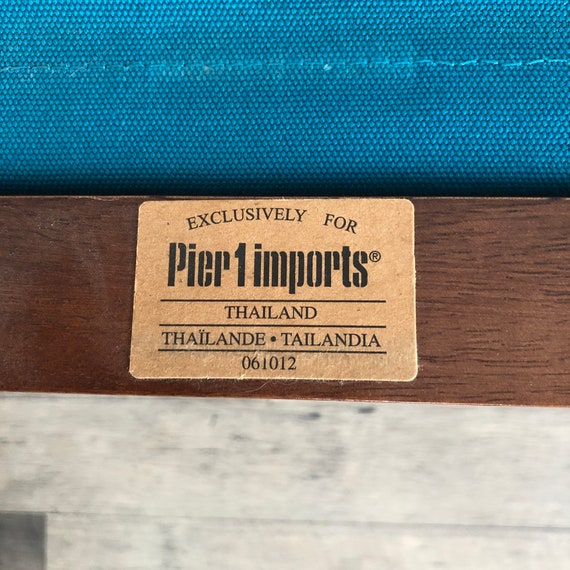 EXCLUSIVELY FOR
Pier 1 imports®
THAILAND
THAÏLANDE • TAILANDIA
061012